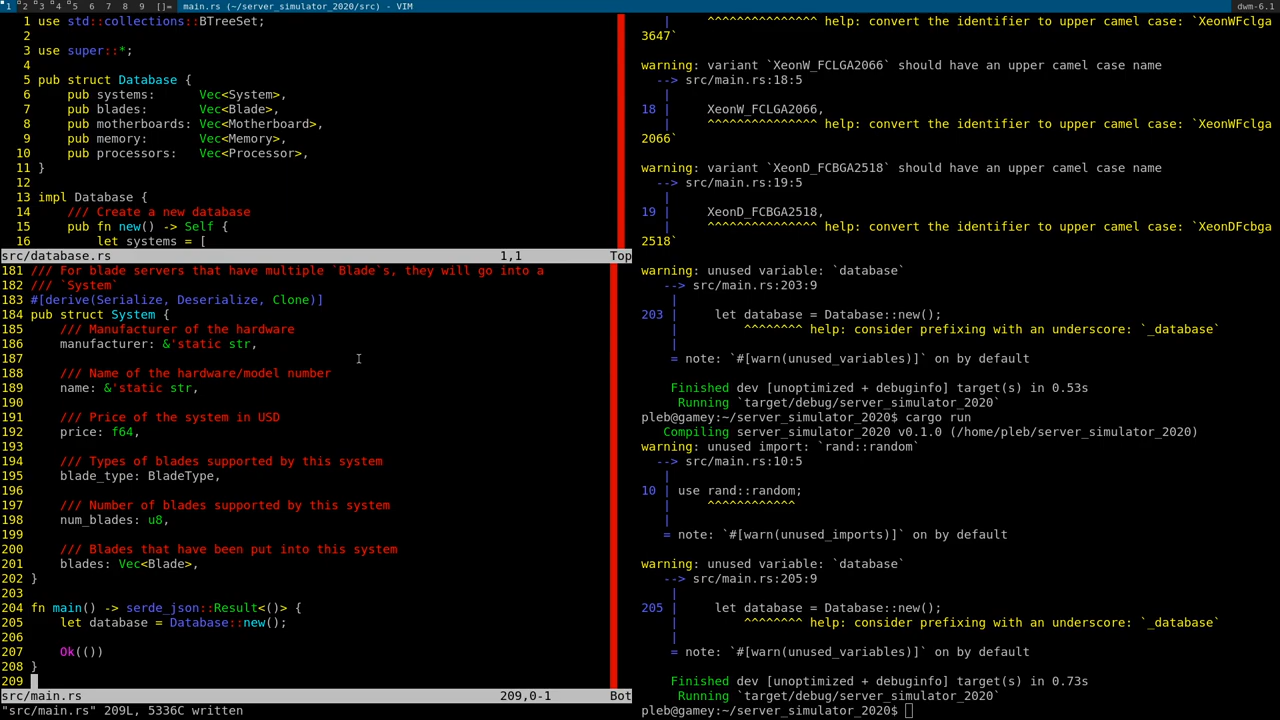 1 2 3 4 5 6 7 8 9 []= main.rs (~/server_simulator_2020/src) - VIM dwm-6.1
1 use std::collections::BTreeSet;
2
3 use super::*;
4
5 pub struct Database {
6     pub systems:      Vec<System>,
7     pub blades:       Vec<Blade>,
8     pub motherboards: Vec<Motherboard>,
9     pub memory:       Vec<Memory>,
10     pub processors:   Vec<Processor>,
11 }
12
13 impl Database {
14     /// Create a new database
15     pub fn new() -> Self {
16         let systems = [
src/database.rs 1,1 Top
181 /// For blade servers that have multiple `Blade`s, they will go into a
182 /// `System`
183 #[derive(Serialize, Deserialize, Clone)]
184 pub struct System {
185     /// Manufacturer of the hardware
186     manufacturer: &'static str,
187
188     /// Name of the hardware/model number
189     name: &'static str,
190
191     /// Price of the system in USD
192     price: f64,
193
194     /// Types of blades supported by this system
195     blade_type: BladeType,
196
197     /// Number of blades supported by this system
198     num_blades: u8,
199
200     /// Blades that have been put into this system
201     blades: Vec<Blade>,
202 }
203
204 fn main() -> serde_json::Result<()> {
205     let database = Database::new();
206
207     Ok(())
208 }
209
src/main.rs 209,0-1 Bot
"src/main.rs" 209L, 5336C written
| ^^^^^^^^^^^^^^^ help: convert the identifier to upper camel case: `XeonWFclga
3647`
warning: variant `XeonW_FCLGA2066` should have an upper camel case name
--> src/main.rs:18:5
|
18 |     XeonW_FCLGA2066,
| ^^^^^^^^^^^^^^^ help: convert the identifier to upper camel case: `XeonWFclga
2066`
warning: variant `XeonD_FCBGA2518` should have an upper camel case name
--> src/main.rs:19:5
|
19 |     XeonD_FCBGA2518,
| ^^^^^^^^^^^^^^^ help: convert the identifier to upper camel case: `XeonDFcbga
2518`
warning: unused variable: `database`
--> src/main.rs:203:9
|
203 |     let database = Database::new();
| ^^^^^^^^ help: consider prefixing with an underscore: `_database`
|
= note: `#[warn(unused_variables)]` on by default
Finished dev [unoptimized + debuginfo] target(s) in 0.53s
Running `target/debug/server_simulator_2020`
pleb@gamey:~/server_simulator_2020$ cargo run
Compiling server_simulator_2020 v0.1.0 (/home/pleb/server_simulator_2020)
warning: unused import: `rand::random`
--> src/main.rs:10:5
|
10 | use rand::random;
|     ^^^^^^^^^^^^
|
= note: `#[warn(unused_imports)]` on by default
warning: unused variable: `database`
--> src/main.rs:205:9
|
205 |     let database = Database::new();
| ^^^^^^^^ help: consider prefixing with an underscore: `_database`
|
= note: `#[warn(unused_variables)]` on by default
Finished dev [unoptimized + debuginfo] target(s) in 0.73s
Running `target/debug/server_simulator_2020`
pleb@gamey:~/server_simulator_2020$